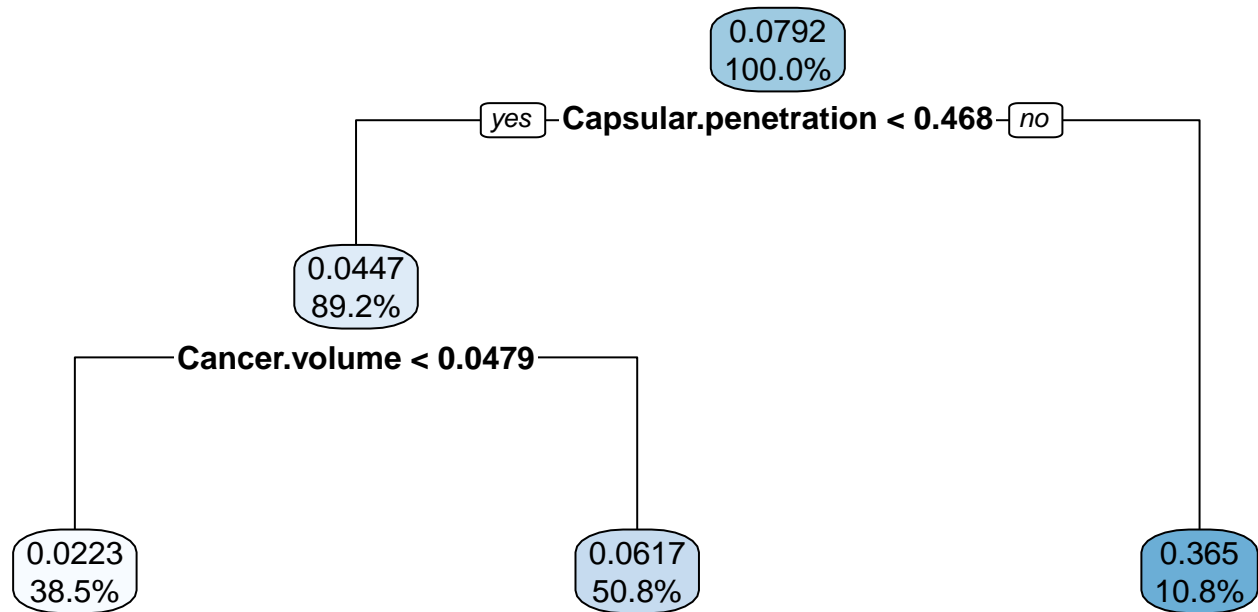 0.0792
100.0%
yes Capsular.penetration < 0.468 no
0.0447
89.2%
Cancer.volume < 0.0479
0.0223 0.0617 0.365
38.5% 50.8% 10.8%